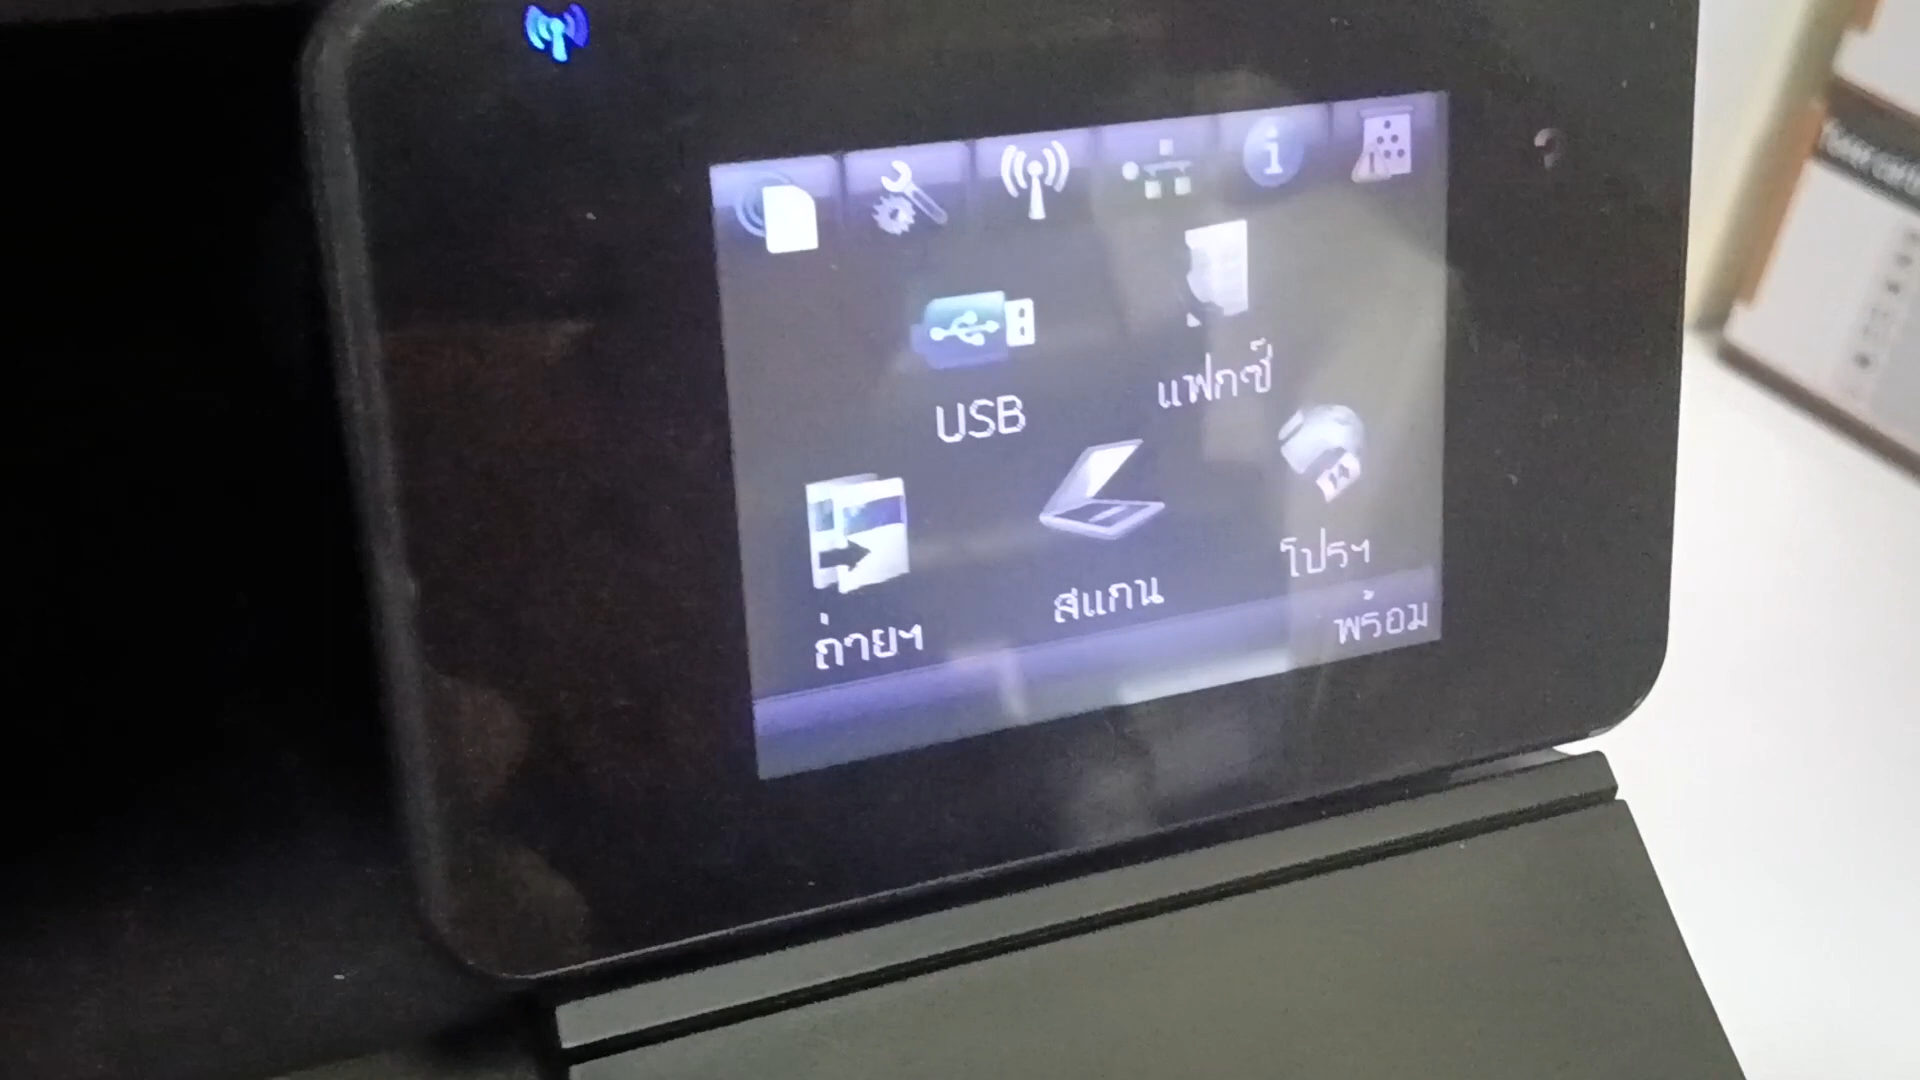 USB
แฟกซ์
ถ่ายฯ
สแกน
โปรฯ
พร้อม